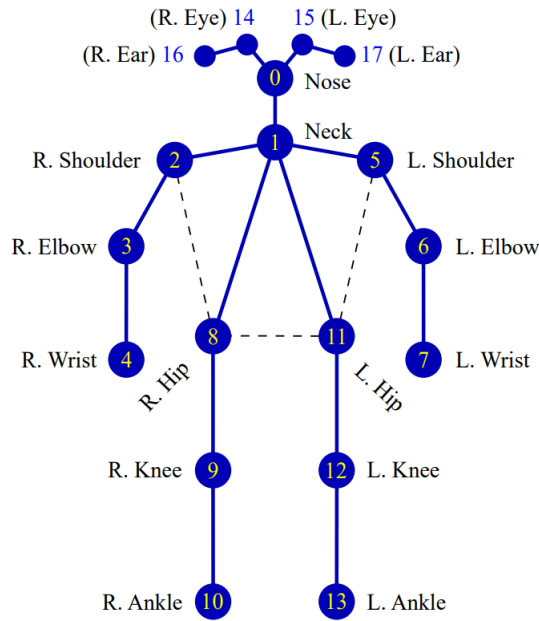 (R. Eye) 14 15 (L. Eye)
(R. Ear) 16 17 (L. Ear)
0 Nose
1 Neck
R. Shoulder 2 5 L. Shoulder
R. Elbow 3 6 L. Elbow
8 11
R. Wrist 4 7 L. Wrist
R. Hip L. Hip
R. Knee 9 12 L. Knee
R. Ankle 10 13 L. Ankle